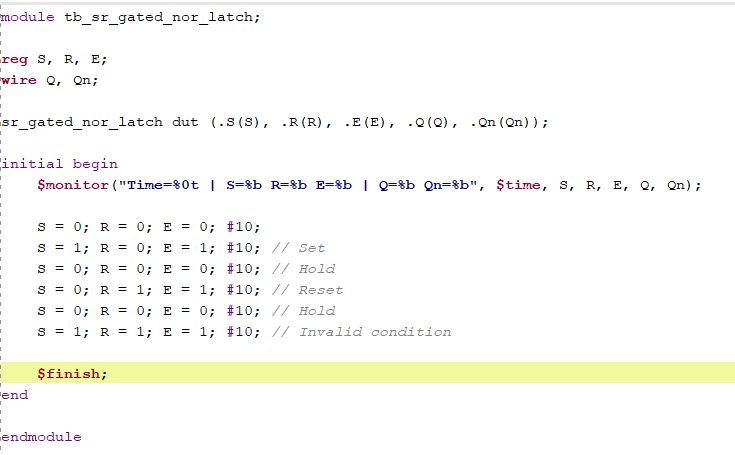 module tb_sr_gated_nor_latch;
reg S, R, E;
wire Q, Qn;
sr_gated_nor_latch dut (.S(S), .R(R), .E(E), .Q(Q), .Qn(Qn));
initial begin
$monitor("Time=%0t | S=%b R=%b E=%b | Q=%b Qn=%b", $time, S, R, E, Q, Qn);
S = 0; R = 0; E = 0; #10;
S = 1; R = 0; E = 1; #10; // Set
S = 0; R = 0; E = 0; #10; // Hold
S = 0; R = 1; E = 1; #10; // Reset
S = 0; R = 0; E = 0; #10; // Hold
S = 1; R = 1; E = 1; #10; // Invalid condition
$finish;
end
endmodule